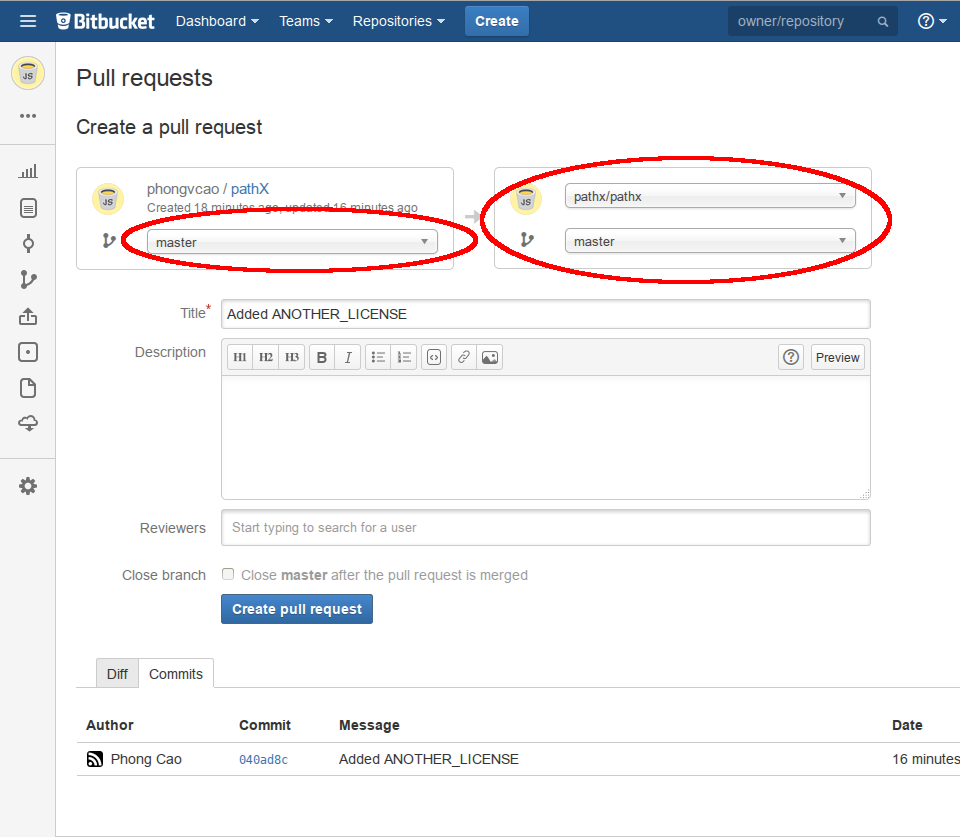 Bitbucket Dashboard Teams Repositories Create owner/repository ?
JS
•••
Pull requests
Create a pull request
JS
phongvcao / pathX
Created 18 minutes ago, updated 16 minutes ago
master
JS
pathx/pathx
master
Title* Added ANOTHER_LICENSE
Description H1 H2 H3 B I ? Preview
Reviewers Start typing to search for a user
Close branch Close master after the pull request is merged
Create pull request
Diff Commits
Author Commit Message Date
Phong Cao 040ad8c Added ANOTHER_LICENSE 16 minutes